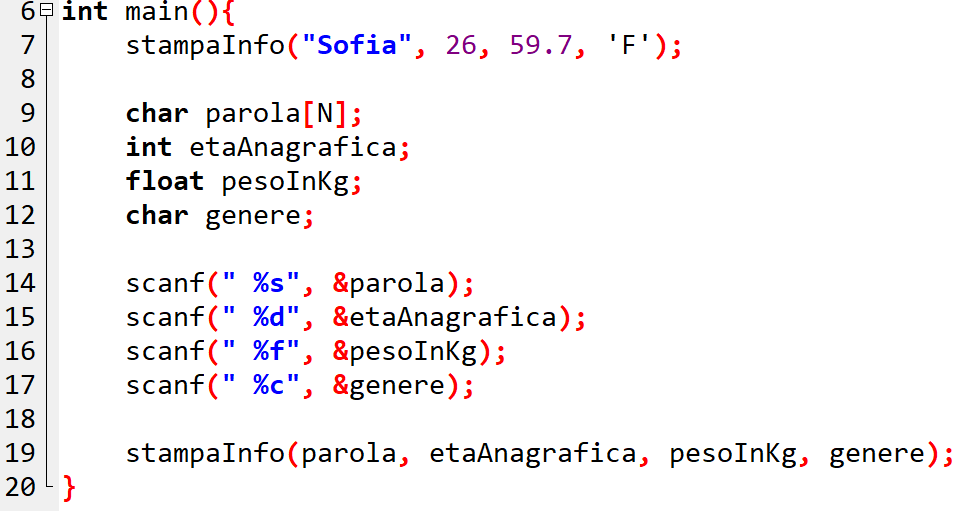 6 int main(){
7 stampaInfo("Sofia", 26, 59.7, 'F');
8
9 char parola[N];
10 int etaAnagrafica;
11 float pesoInKg;
12 char genere;
13
14 scanf(" %s", &parola);
15 scanf(" %d", &etaAnagrafica);
16 scanf(" %f", &pesoInKg);
17 scanf(" %c", &genere);
18
19 stampaInfo(parola, etaAnagrafica, pesoInKg, genere);
20 }